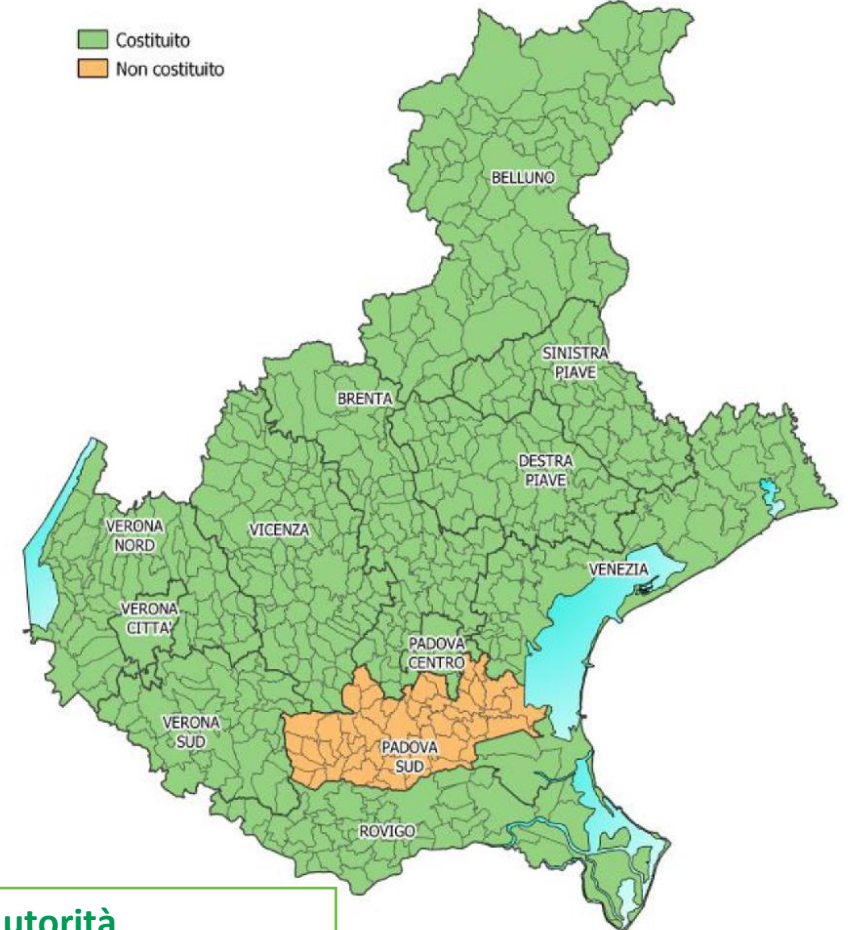 Costituito
Non costituito
BELLUNO
SINISTRA
PIAVE
BRENTA
DESTRA
PIAVE
VERONA
NORD
VICENZA
VENEZIA
VERONA
CITTA'
PADOVA
CENTRO
VERONA
SUD
PADOVA
SUD
ROVIGO
utorità